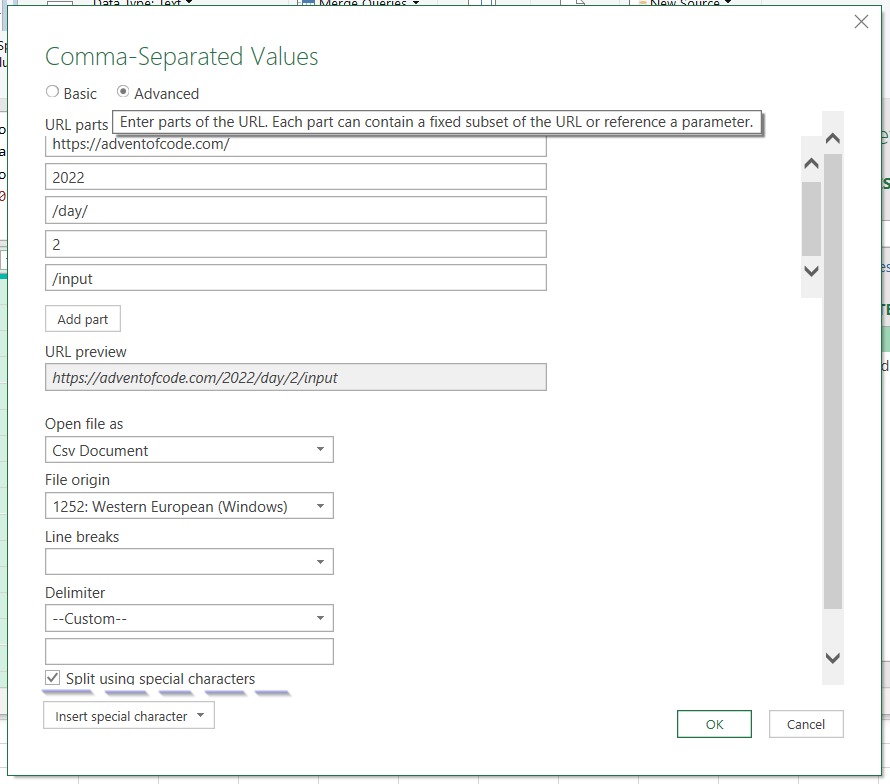 Data Type: Text
Merge Queries
New Source
Comma-Separated Values
Basic
Advanced
URL parts
Enter parts of the URL. Each part can contain a fixed subset of the URL or reference a parameter.
https://adventofcode.com/
2022
/day/
2
/input
Add part
URL preview
https://adventofcode.com/2022/day/2/input
Open file as
Csv Document
File origin
1252: Western European (Windows)
Line breaks
Delimiter
--Custom--
Split using special characters
Insert special character
OK
Cancel